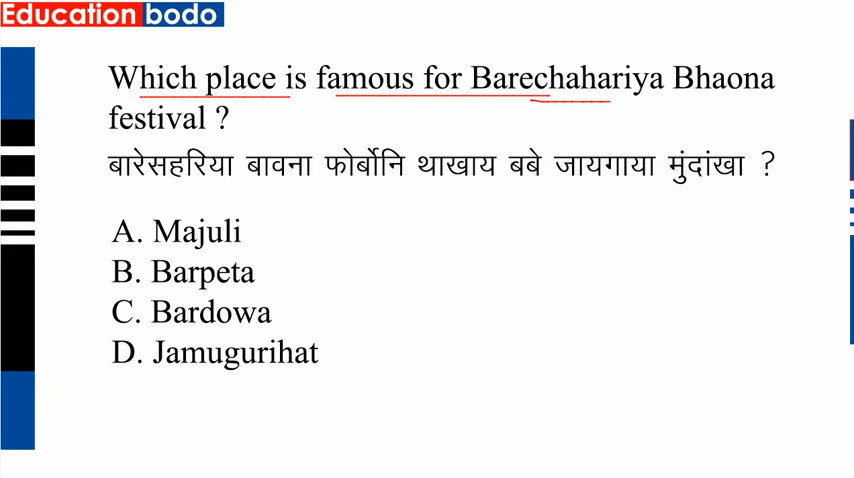 Education bodo
Which place is famous for Barechahariya Bhaona
festival ?
बारेसहरिया बावना फोर्बोनि थाखाय बबे जायगाया मुंदांखा ?
A. Majuli
B. Barpeta
C. Bardowa
D. Jamugurihat